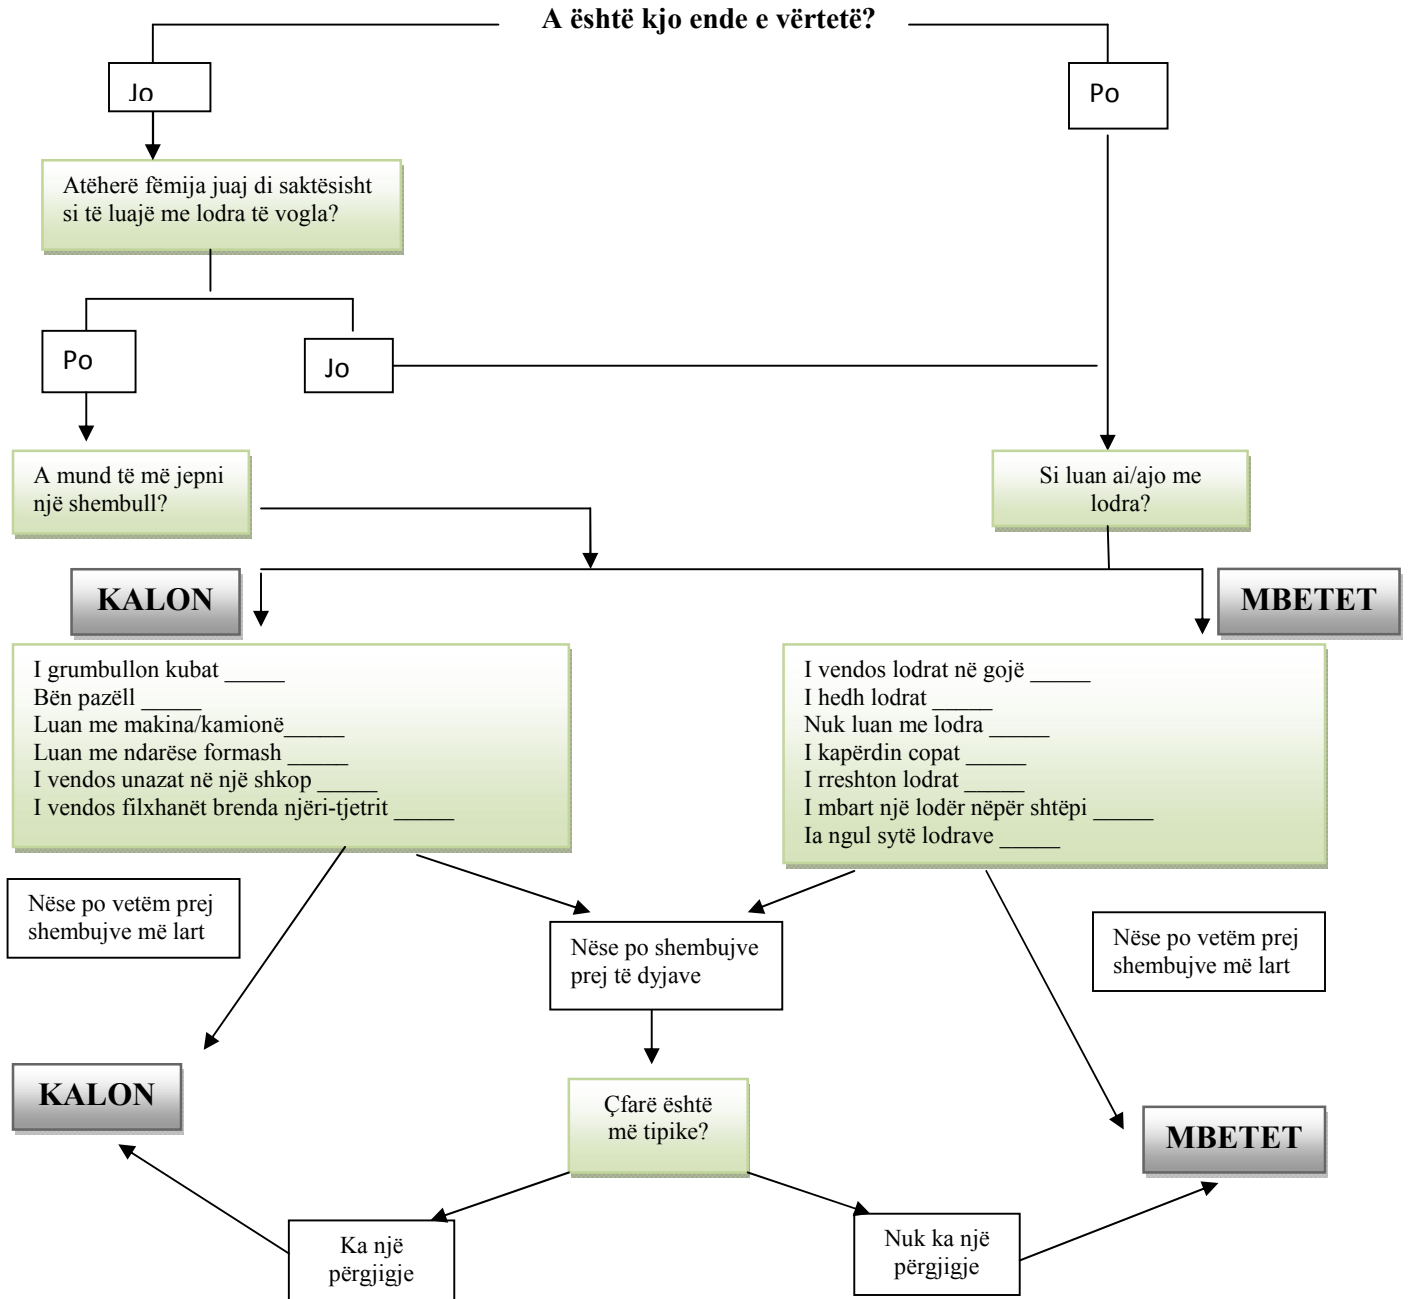 A është kjo ende e vërtetë?
Jo
Po
Atëherë fëmija juaj di saktësisht
si të luajë me lodra të vogla?
Po
Jo
A mund të më jepni
një shembull?
Si luan ai/ajo me
lodra?
KALON
MBETET
I grumbullon kubat _____
Bën pazëll _____
Luan me makina/kamionë_____
Luan me ndarëse formash _____
I vendos unazat në një shkop _____
I vendos filxhanët brenda njëri-tjetrit _____
I vendos lodrat në gojë _____
I hedh lodrat _____
Nuk luan me lodra _____
I kapërdin copat _____
I rreshton lodrat _____
I mbart një lodër nëpër shtëpi _____
Ia ngul sytë lodrave _____
Nëse po vetëm prej
shembujve më lart
Nëse po shembujve
prej të dyjave
Nëse po vetëm prej
shembujve më lart
KALON
Çfarë është
më tipike?
MBETET
Ka një
përgjigje
Nuk ka një
përgjigje